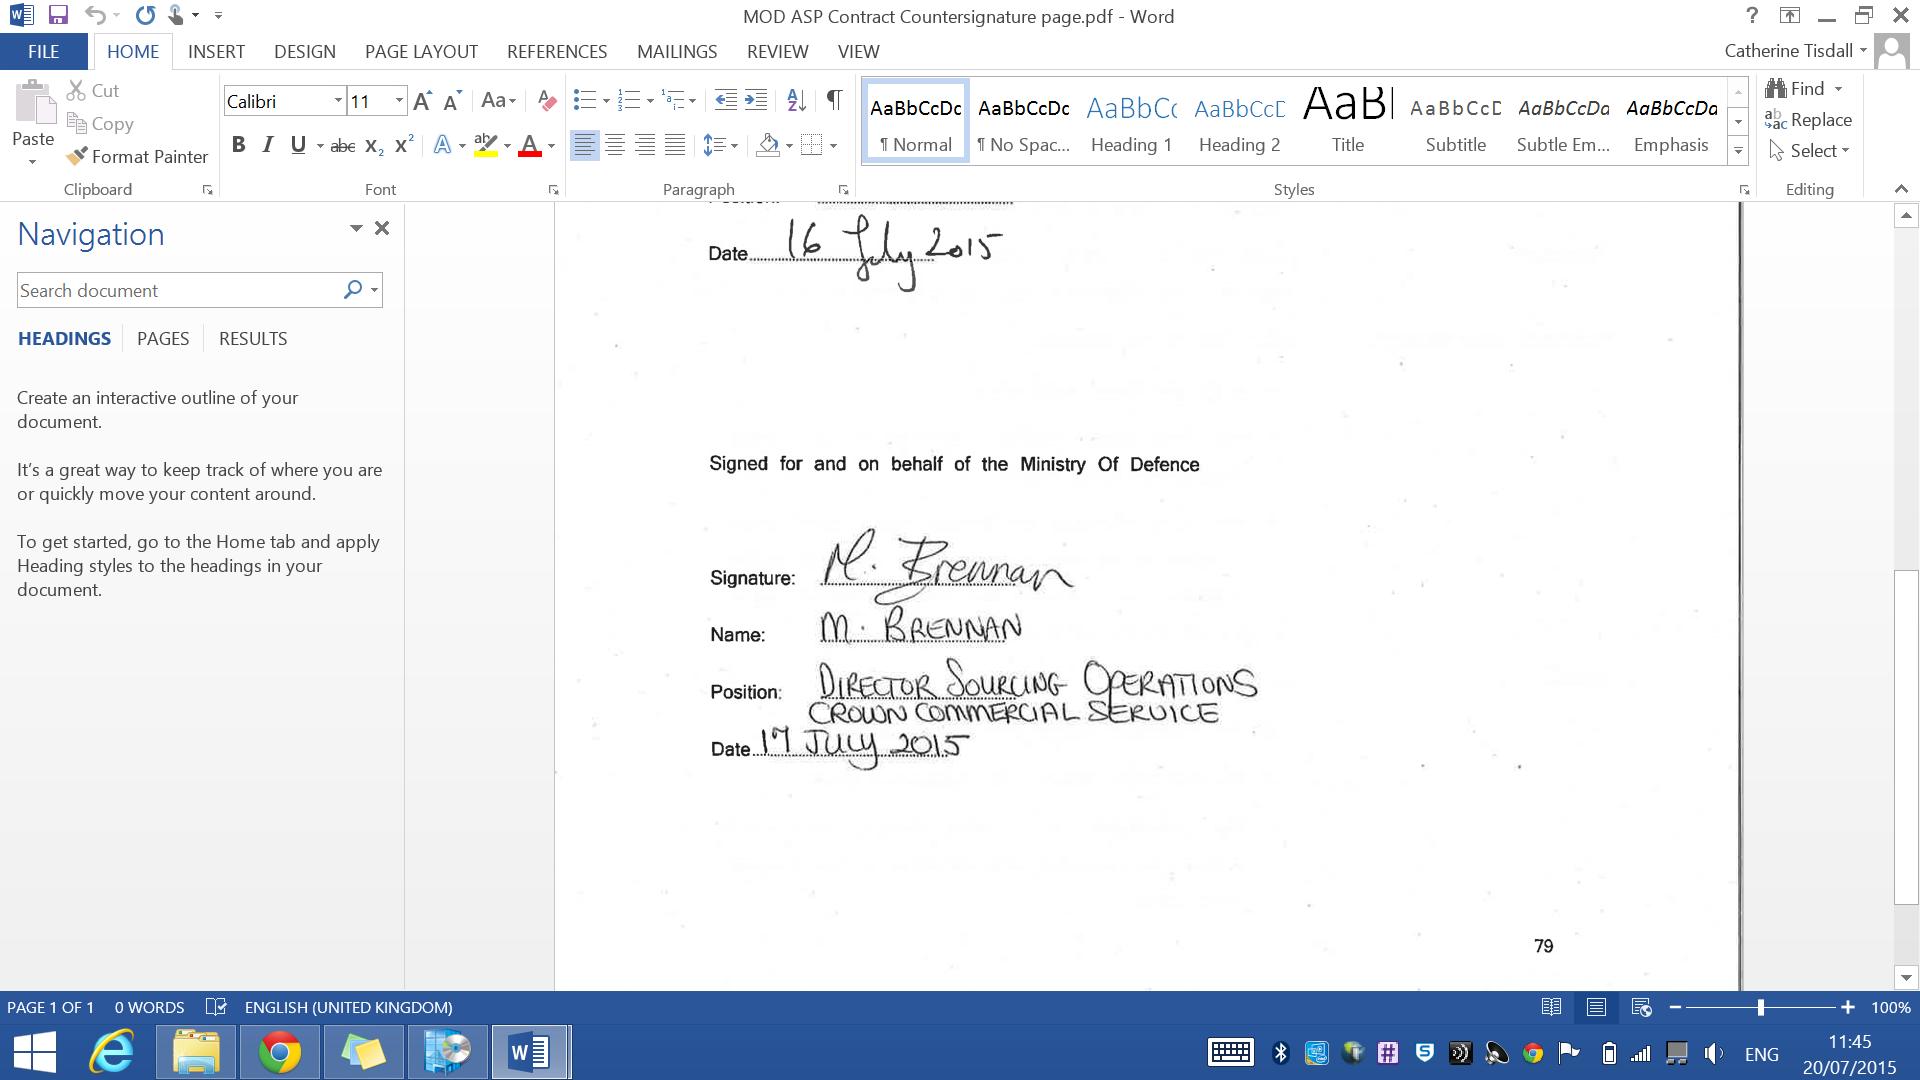 MOD ASP Contract Countersignature page.pdf - Word
FILE HOME INSERT DESIGN PAGE LAYOUT REFERENCES MAILINGS REVIEW VIEW
Catherine Tisdall
Paste
Cut
Copy
Format Painter
Clipboard
Calibri 11
Font
Paragraph
AaBbCcDc AaBbCcDc AaBbCc AaBbCcD AaB AaBbCcD AaBbCcDa AaBbCcDa
¶ Normal ¶ No Spac... Heading 1 Heading 2 Title Subtitle Subtle Em... Emphasis
Styles
Find
Replace
Select
Editing
Navigation
Search document
HEADINGS PAGES RESULTS
Create an interactive outline of your
document.
It's a great way to keep track of where you are
or quickly move your content around.
To get started, go to the Home tab and apply
Heading styles to the headings in your
document.
Date 16 July 2015
Signed for and on behalf of the Ministry Of Defence
Signature: M. Brennan
Name: M. BRENNAN
Position: DIRECTOR SOURCING OPERATIONS
CROWN COMMERCIAL SERVICE
Date 17 JULY 2015
79
PAGE 1 OF 1 0 WORDS ENGLISH (UNITED KINGDOM)
100%
ENG
11:45
20/07/2015